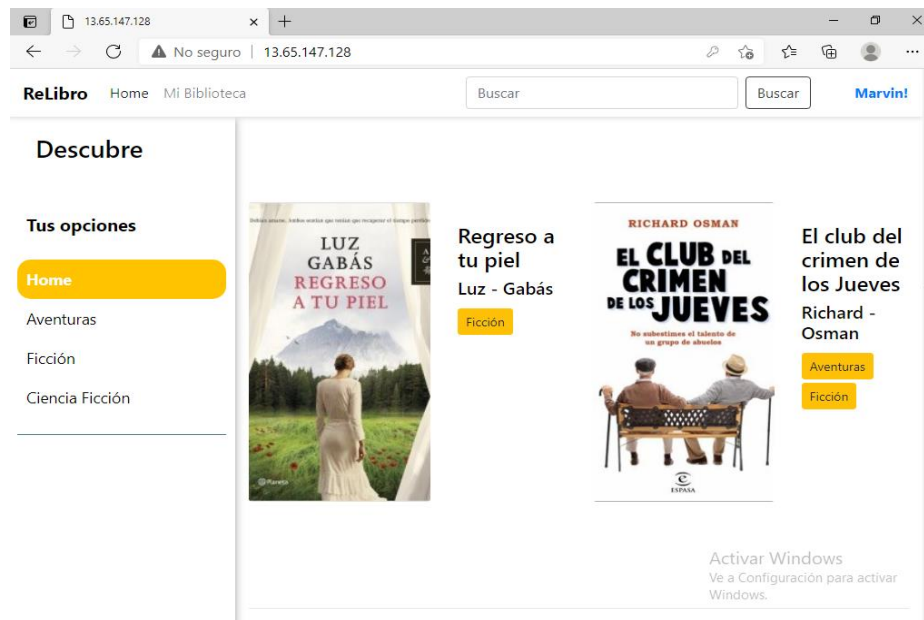 13.65.147.128
No seguro | 13.65.147.128
ReLibro Home Mi Biblioteca Buscar Buscar Marvin!
Descubre
Tus opciones
Home
Aventuras
Ficción
Ciencia Ficción
LUZ
GABÁS
REGRESO
A TU PIEL
Planeta
Regreso a
tu piel
Luz - Gabás
Ficción
RICHARD OSMAN
EL CLUB DEL
CRIMEN
DE LOS JUEVES
No subestimes el talento de
un grupo de abuelos
ESPASA
El club del
crimen de
los Jueves
Richard -
Osman
Aventuras
Ficción
Activar Windows
Ve a Configuración para activar
Windows.